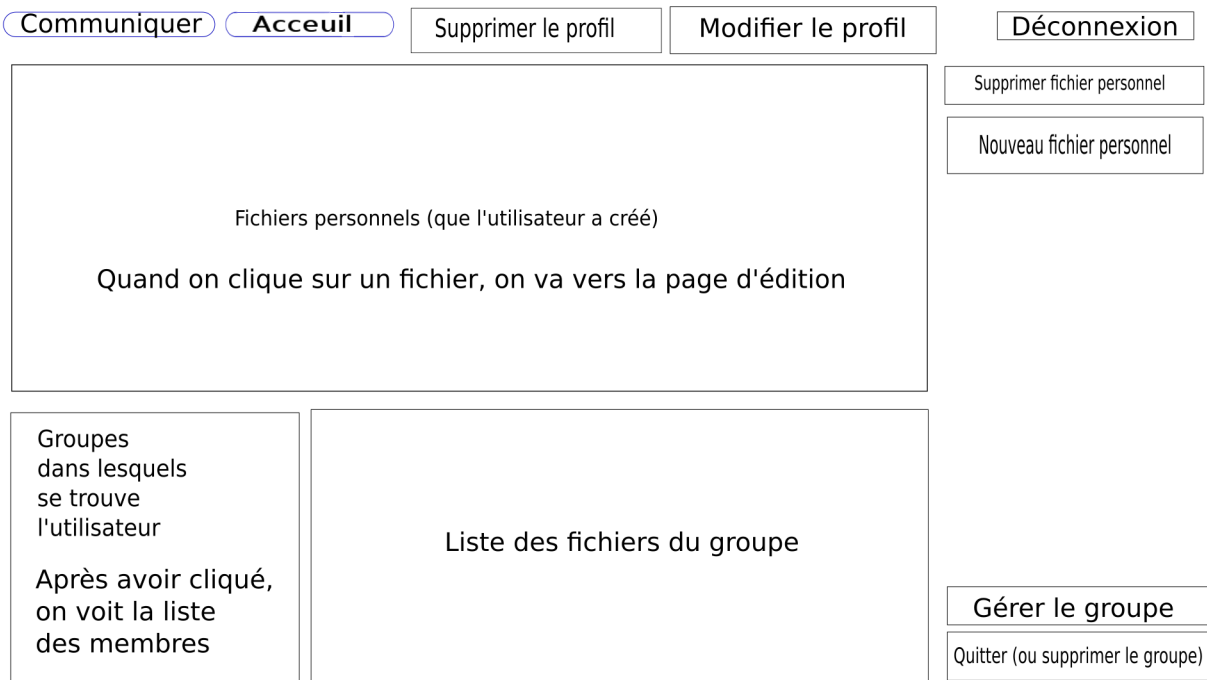 Communiquer
Acceuil
Supprimer le profil
Modifier le profil
Déconnexion
Supprimer fichier personnel
Nouveau fichier personnel
Fichiers personnels (que l'utilisateur a créé)
Quand on clique sur un fichier, on va vers la page d'édition
Groupes
dans lesquels
se trouve
l'utilisateur
Après avoir cliqué,
on voit la liste
des membres
Liste des fichiers du groupe
Gérer le groupe
Quitter (ou supprimer le groupe)